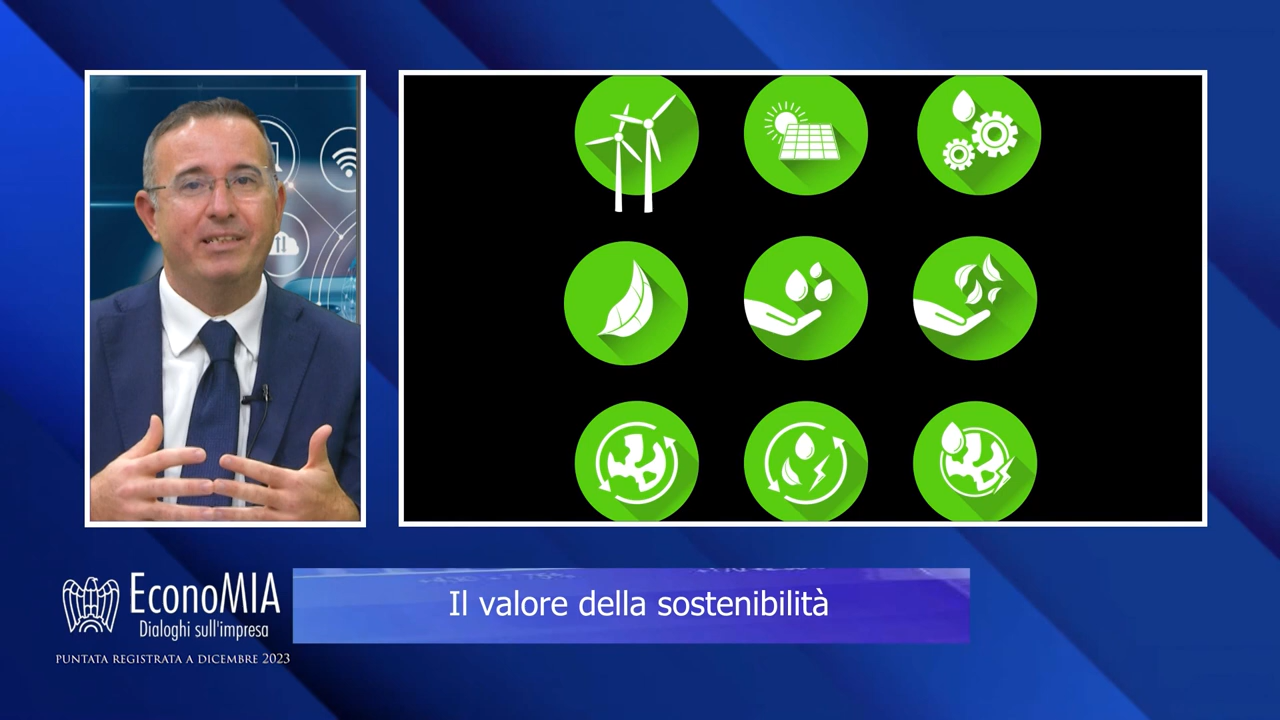 Il valore della sostenibilità
EconoMIA
Dialoghi sull'impresa
PUNTATA REGISTRATA A DICEMBRE 2023